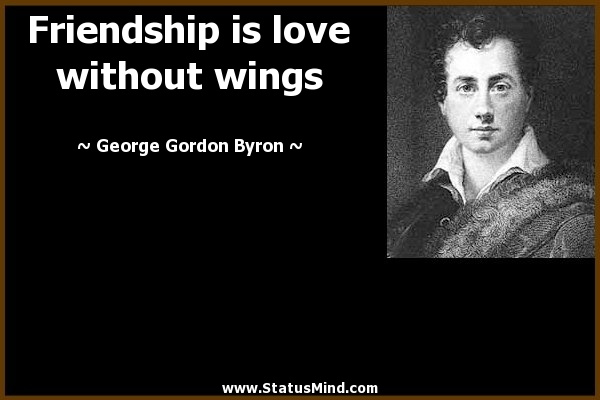 Friendship is love
without wings
~ George Gordon Byron ~
www.StatusMind.com